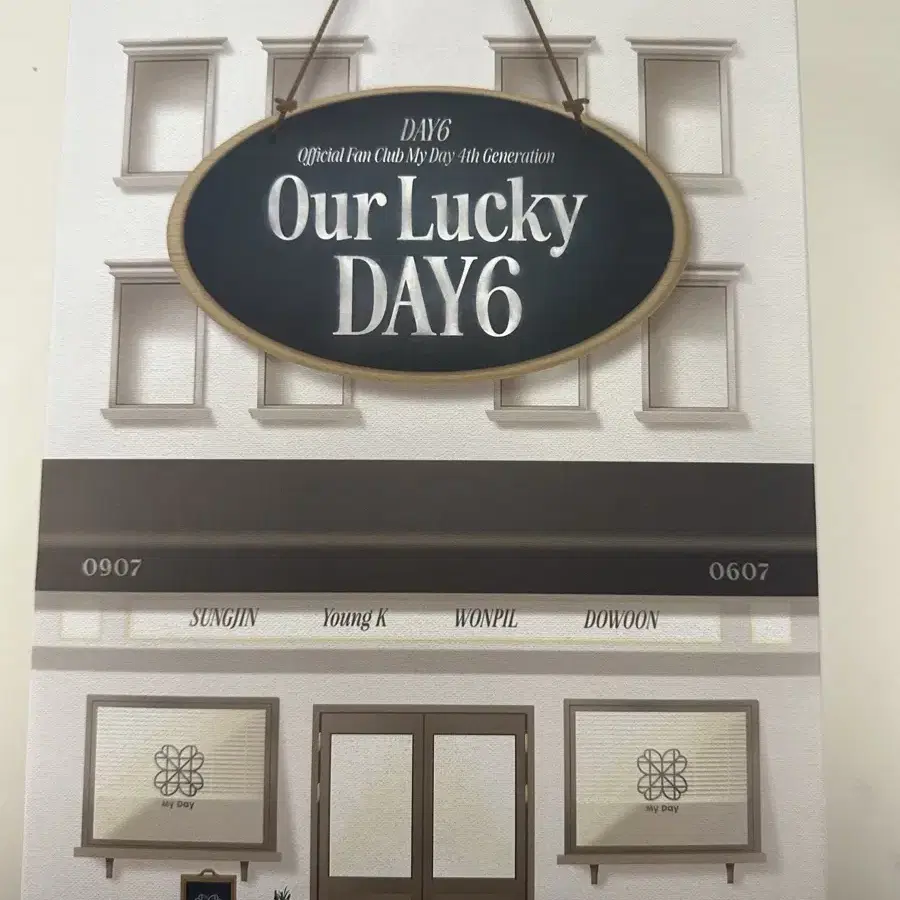 DAY6
Official Fan Club My Day 4th Generation
Our Lucky
DAY6
0907
0607
SUNGJIN Young K WONPIL DOWOON
My Day
My Day